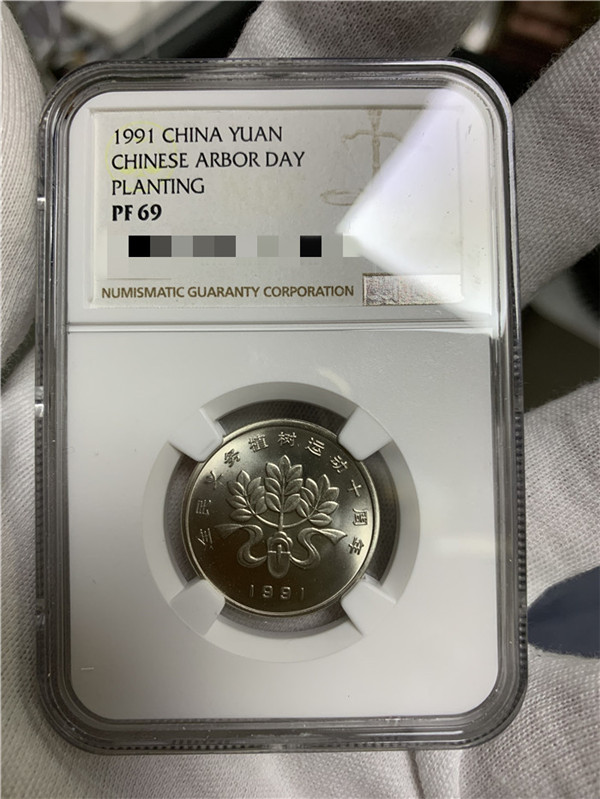 1991 CHINA YUAN
CHINESE ARBOR DAY
PLANTING
PF 69
NUMISMATIC GUARANTY CORPORATION
全民义务植树运动十周年
1991